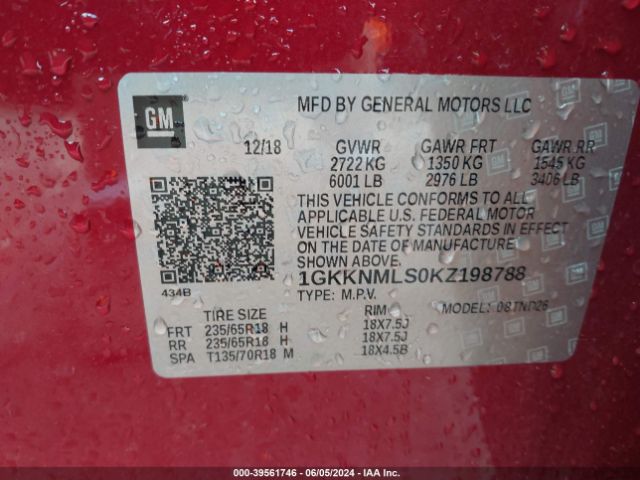 GM
MFD BY GENERAL MOTORS LLC
12/18 GVWR GAWR FRT GAWR RR
2722 KG 1350 KG 1545 KG
6001 LB 2976 LB 3406 LB
THIS VEHICLE CONFORMS TO ALL
APPLICABLE U.S. FEDERAL MOTOR
VEHICLE SAFETY STANDARDS IN EFFECT
ON THE DATE OF MANUFACTURE
SHOWN ABOVE.
434B
1GKKNMLS0KZ198788
TYPE: M.P.V. MODEL: 08TND26
TIRE SIZE RIM
FRT 235/65R18 H 18X7.5J
RR 235/65R18 H 18X7.5J
SPA T135/70R18 M 18X4.5B
000-39561746 / 06/05/2024 / IAA Inc.